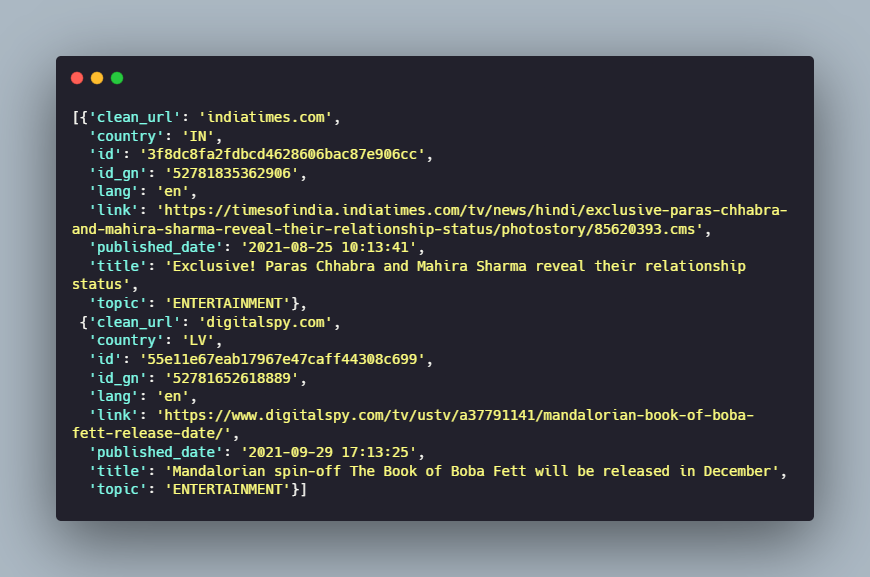 [{'clean_url': 'indiatimes.com',
  'country': 'IN',
  'id': '3f8dc8fa2fdbcd4628606bac87e906cc',
  'id_gn': '52781835362906',
  'lang': 'en',
  'link': 'https://timesofindia.indiatimes.com/tv/news/hindi/exclusive-paras-chhabra-
and-mahira-sharma-reveal-their-relationship-status/photostory/85620393.cms',
  'published_date': '2021-08-25 10:13:41',
  'title': 'Exclusive! Paras Chhabra and Mahira Sharma reveal their relationship
status',
  'topic': 'ENTERTAINMENT'},
 {'clean_url': 'digitalspy.com',
  'country': 'LV',
  'id': '55e11e67eab17967e47caff44308c699',
  'id_gn': '52781652618889',
  'lang': 'en',
  'link': 'https://www.digitalspy.com/tv/ustv/a37791141/mandalorian-book-of-boba-
fett-release-date/',
  'published_date': '2021-09-29 17:13:25',
  'title': 'Mandalorian spin-off The Book of Boba Fett will be released in December',
  'topic': 'ENTERTAINMENT'}]